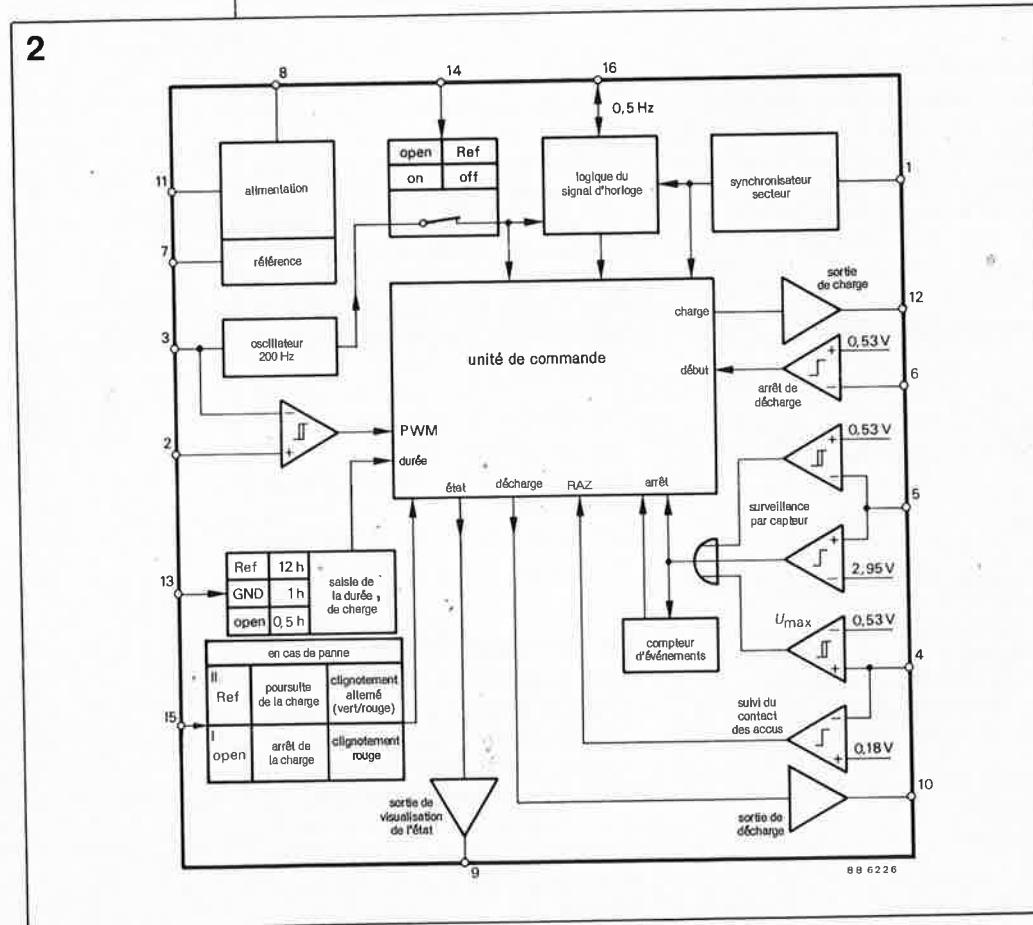 2
8
14
16
0,5 Hz
open Ref
on off
logique du
signal d'horloge
synchronisateur
secteur
1
11
alimentation
7
référence
3
oscillateur
200 Hz
sortie
de charge
12
charge
unité de commande
0,53 V
début
6
arrêt de
décharge
2
PWM
durée
0,53 V
état
décharge
RAZ
arrêt
surveillance
par capteur
5
2,95 V
13
Ref 12 h
GND 1 h
open 0,5 h
saisie de
la durée
de charge
compteur
d'événements
Umax
0,53 V
4
en cas de panne
II
Ref
poursuite
de la charge
clignotement
alterné
(vert/rouge)
15
I
open
arrêt de
la charge
clignotement
rouge
suivi du
contact
des accus
0,18 V
10
sortie de
visualisation
de l'état
sortie de
décharge
9
886226